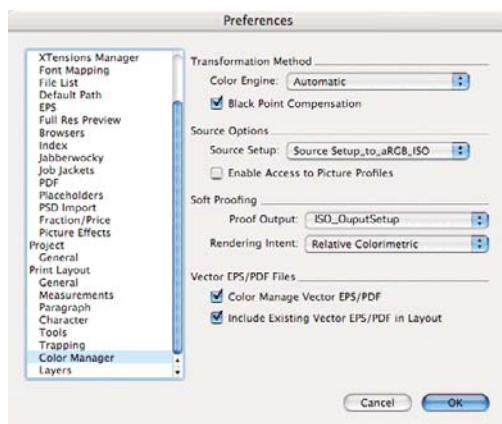 Preferences
XTensions Manager
Font Mapping
File List
Default Path
EPS
Full Res Preview
Browsers
Index
Jabberwocky
Job Jackets
PDF
Placeholders
PSD Import
Fraction/Price
Picture Effects
Project
General
Print Layout
General
Measurements
Paragraph
Character
Tools
Trapping
Color Manager
Layers
Transformation Method
Color Engine: Automatic
Black Point Compensation
Source Options
Source Setup: Source Setup_to_aRGB_ISO
Enable Access to Picture Profiles
Soft Proofing
Proof Output: ISO_OuputSetup
Rendering Intent: Relative Colorimetric
Vector EPS/PDF Files
Color Manage Vector EPS/PDF
Include Existing Vector EPS/PDF in Layout
Cancel OK